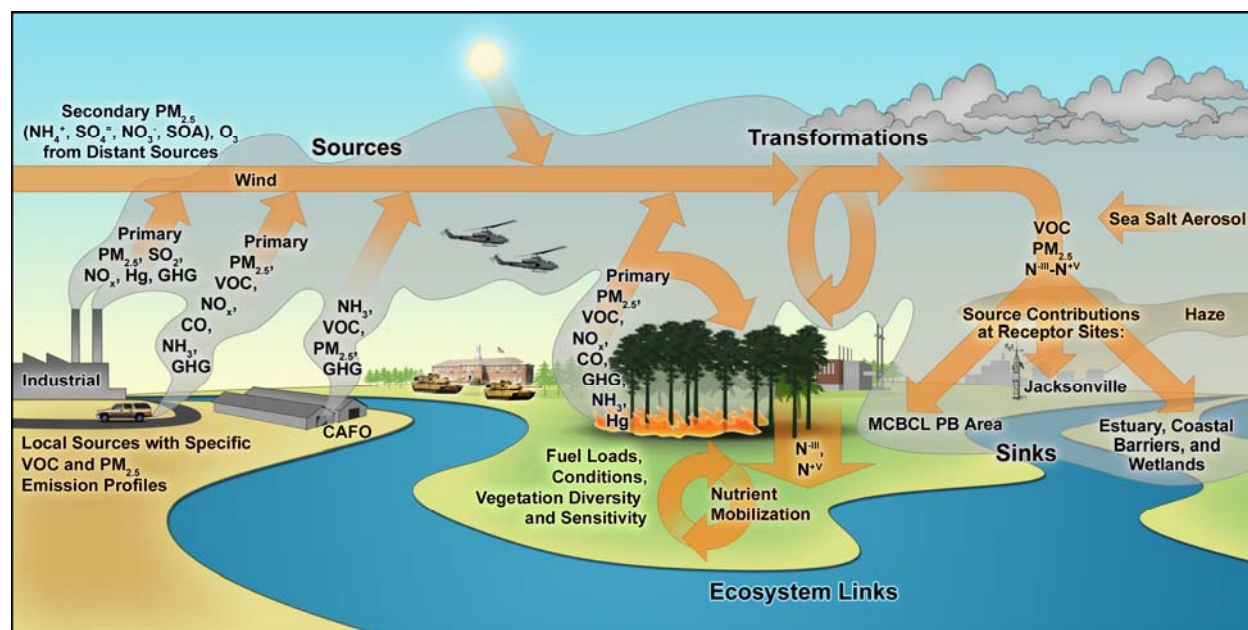 Secondary PM2.5
(NH4+, SO4=, NO3-, SOA), O3
from Distant Sources
Sources
Transformations
Wind
Sea Salt Aerosol
Primary
PM2.5, SO2,
NOx, Hg, GHG
Primary
PM2.5,
VOC,
NOx,
CO,
NH3,
GHG
NH3,
VOC,
PM2.5,
GHG
Primary
PM2.5,
VOC,
NOx,
CO,
GHG,
NH3,
Hg
VOC
PM2.5
N-III-N+V
Source Contributions
at Receptor Sites:
Haze
Industrial
Jacksonville
CAFO
MCBCL PB Area
Estuary, Coastal
Barriers, and
Wetlands
Sinks
Local Sources with Specific
VOC and PM2.5
Emission Profiles
Fuel Loads,
Conditions,
Vegetation Diversity
and Sensitivity
N-III,
N+V
Nutrient
Mobilization
Ecosystem Links